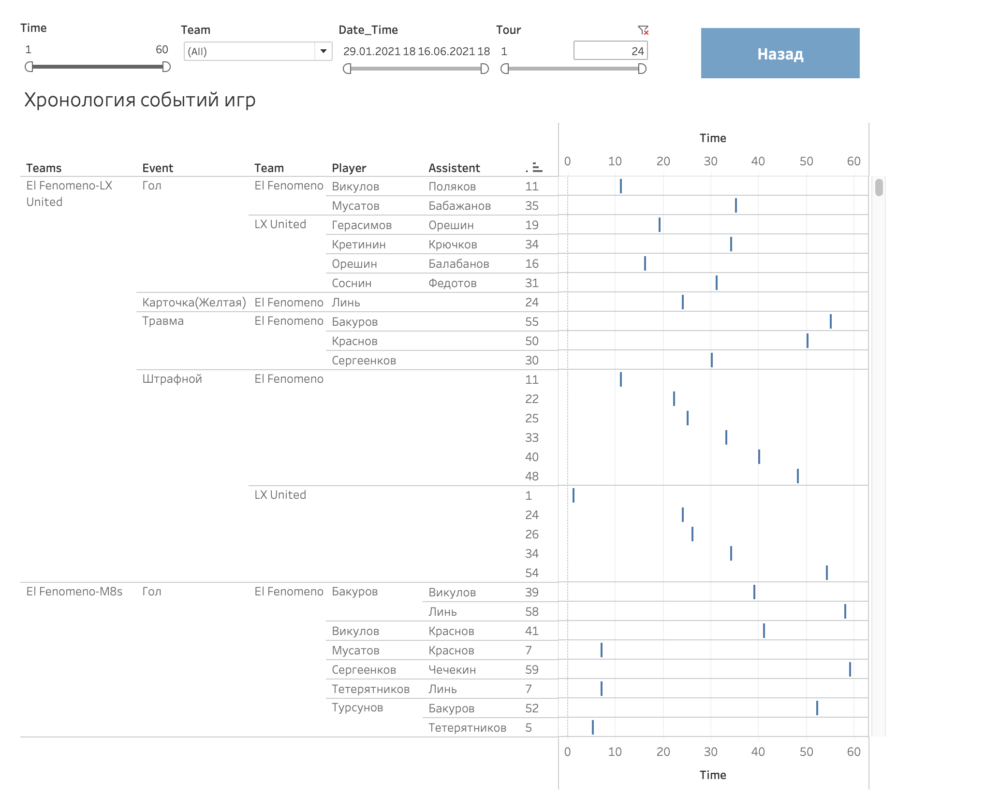 Time
1 60
Team
(All)
Date_Time
29.01.2021 18 16.06.2021 18
Tour
1 24
Назад
Хронология событий игр
Time
Teams Event Team Player Assistent . 0 10 20 30 40 50 60
El Fenomeno-LX United Гол El Fenomeno Викулов Поляков 11
Мусатов Бабажанов 35
LX United Герасимов Орешин 19
Кретинин Крючков 34
Орешин Балабанов 16
Соснин Федотов 31
Карточка(Желтая) El Fenomeno Линь 24
Травма El Fenomeno Бакуров 55
Краснов 50
Сергеенков 30
Штрафной El Fenomeno 11
22
25
33
40
48
LX United 1
24
26
34
54
El Fenomeno-M8s Гол El Fenomeno Бакуров Викулов 39
Линь 58
Викулов Краснов 41
Мусатов Краснов 7
Сергеенков Чечекин 59
Тетерятников Линь 7
Турсунов Бакуров 52
Тетерятников 5
0 10 20 30 40 50 60
Time